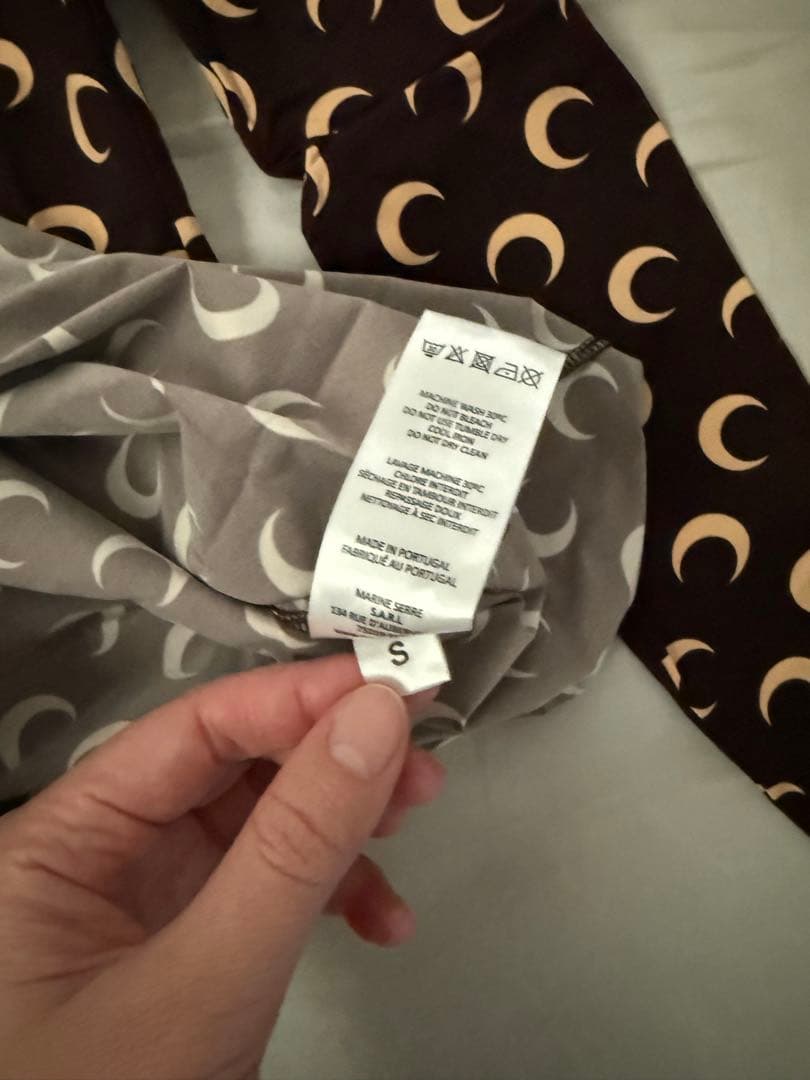 MACHINE WASH 30°C
DO NOT BLEACH
DO NOT USE TUMBLE DRY
COOL IRON
DO NOT DRY CLEAN
LAVAGE MACHINE 30°C
CHLORE INTERDIT
SÉCHAGE EN TAMBOUR INTERDIT
REPASSAGE DOUX
NETTOYAGE À SEC INTERDIT
MADE IN PORTUGAL
FABRIQUÉ AU PORTUGAL
MARINE SERRE
S.A.R.L
134 RUE
S